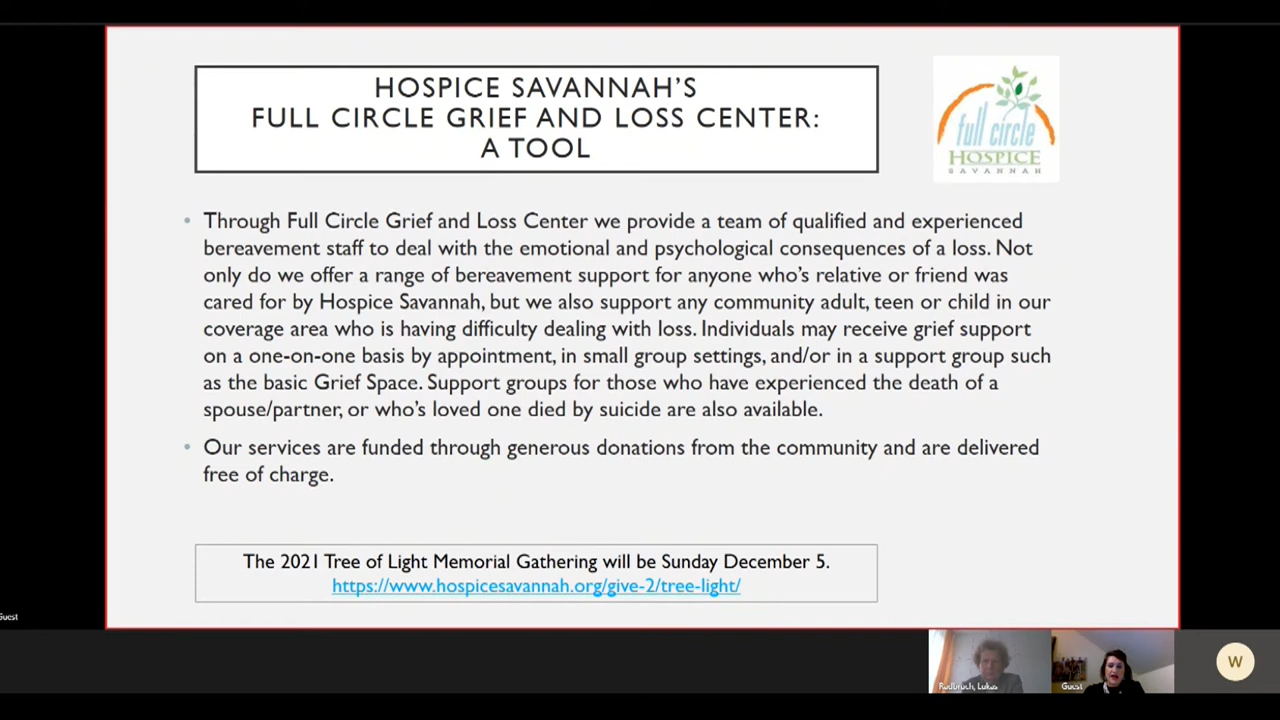 HOSPICE SAVANNAH'S
FULL CIRCLE GRIEF AND LOSS CENTER:
A TOOL
full circle
HOSPICE
SAVANNAH
• Through Full Circle Grief and Loss Center we provide a team of qualified and experienced
bereavement staff to deal with the emotional and psychological consequences of a loss. Not
only do we offer a range of bereavement support for anyone who's relative or friend was
cared for by Hospice Savannah, but we also support any community adult, teen or child in our
coverage area who is having difficulty dealing with loss. Individuals may receive grief support
on a one-on-one basis by appointment, in small group settings, and/or in a support group such
as the basic Grief Space. Support groups for those who have experienced the death of a
spouse/partner, or who's loved one died by suicide are also available.
• Our services are funded through generous donations from the community and are delivered
free of charge.
The 2021 Tree of Light Memorial Gathering will be Sunday December 5.
https://www.hospicesavannah.org/give-2/tree-light/
Guest
Radbruch, Lukas
Guest
W